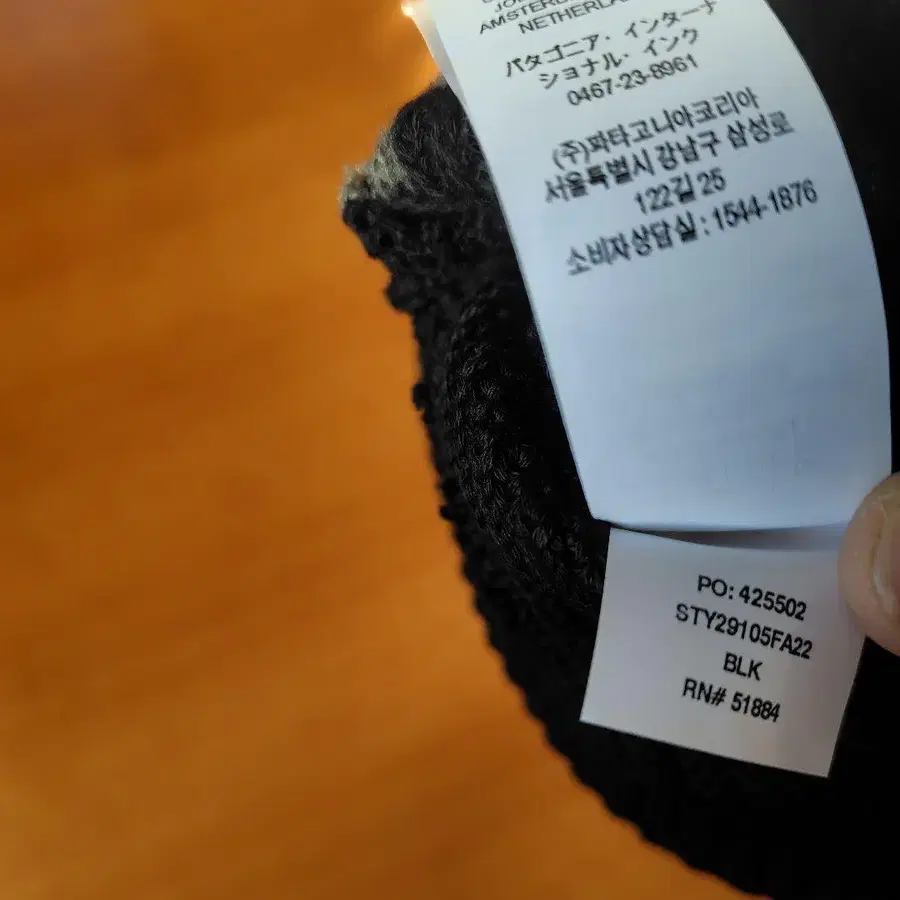 パタゴニア・インターナ
ショナル・インク
0467-23-8961
(주)파타고니아코리아
서울특별시 강남구 삼성로
122길 25
소비자상담실 : 1544-1876
PO: 425502
STY29105FA22
BLK
RN# 51884